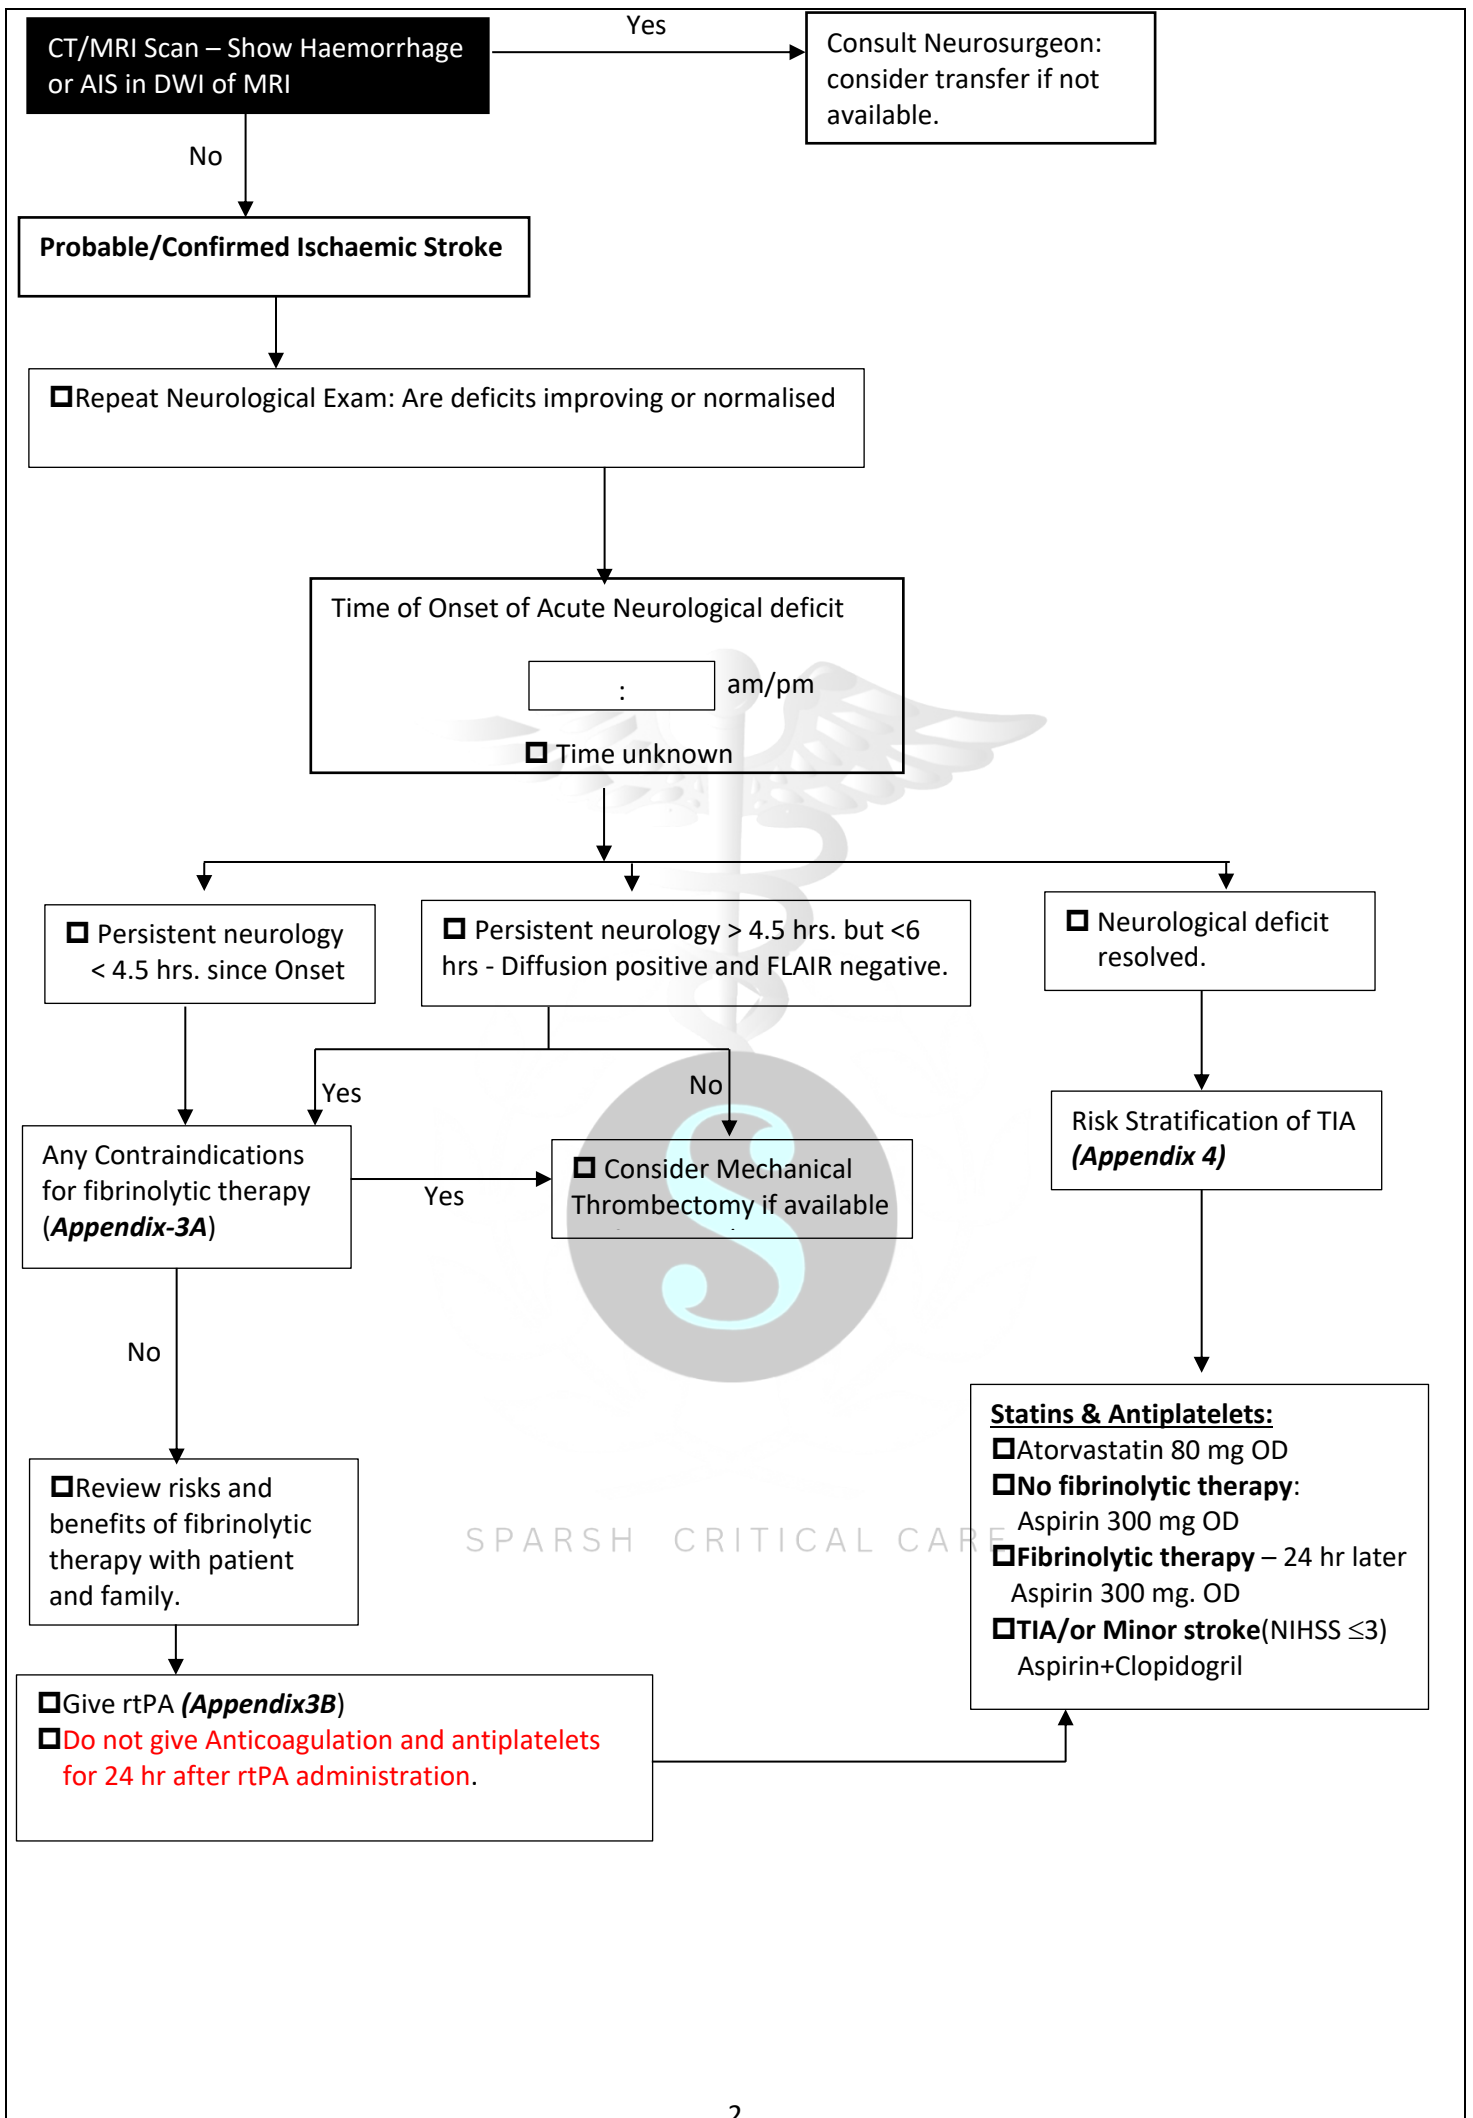 CT/MRI Scan – Show Haemorrhage
or AIS in DWI of MRI
Yes
Consult Neurosurgeon:
consider transfer if not
available.
No
Probable/Confirmed Ischaemic Stroke
Repeat Neurological Exam: Are deficits improving or normalised
Time of Onset of Acute Neurological deficit
: am/pm
Time unknown
Persistent neurology
< 4.5 hrs. since Onset
Persistent neurology > 4.5 hrs. but <6
hrs - Diffusion positive and FLAIR negative.
Neurological deficit
resolved.
Yes
No
Any Contraindications
for fibrinolytic therapy
(Appendix-3A)
Yes
Consider Mechanical
Thrombectomy if available
Risk Stratification of TIA
(Appendix 4)
No
Review risks and
benefits of fibrinolytic
therapy with patient
and family.
SPARSH CRITICAL CARE
Statins & Antiplatelets:
Atorvastatin 80 mg OD
No fibrinolytic therapy:
Aspirin 300 mg OD
Fibrinolytic therapy – 24 hr later
Aspirin 300 mg. OD
TIA/or Minor stroke(NIHSS ≤3)
Aspirin+Clopidogril
Give rtPA (Appendix3B)
Do not give Anticoagulation and antiplatelets
for 24 hr after rtPA administration.
2